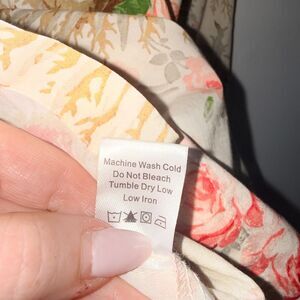 Machine Wash Cold
Do Not Bleach
Tumble Dry Low
Low Iron